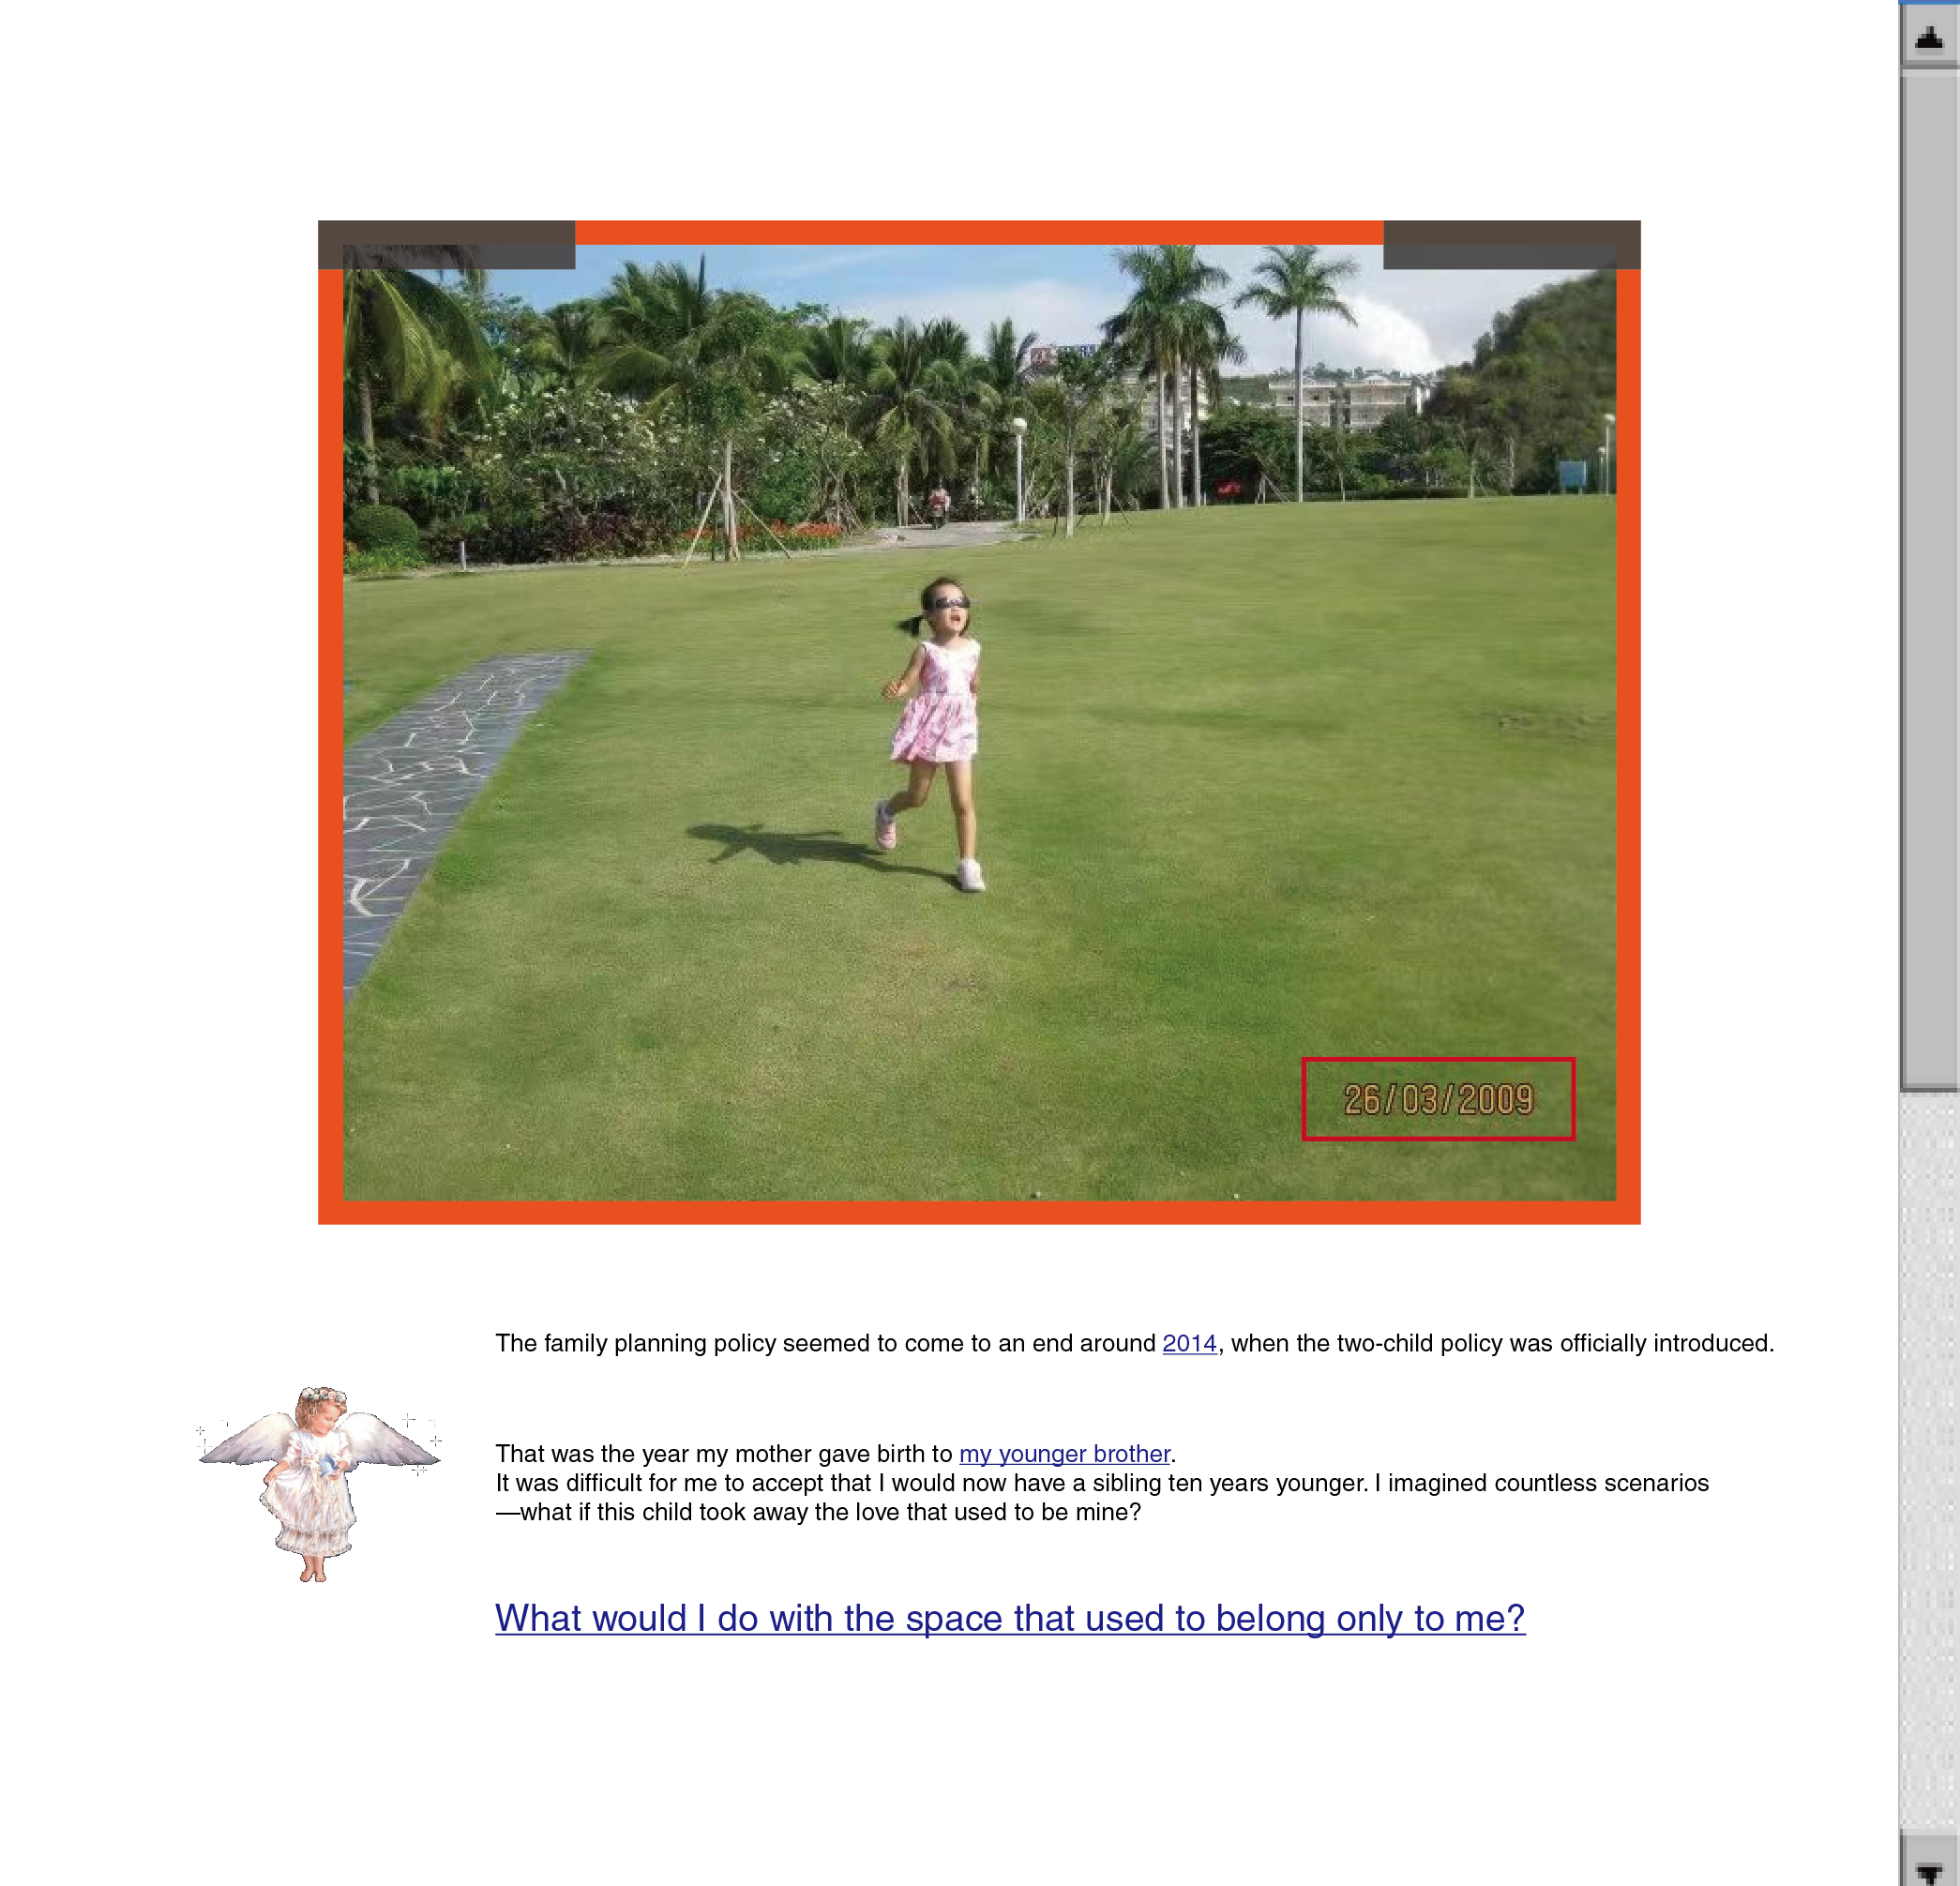 26/03/2009
The family planning policy seemed to come to an end around 2014, when the two-child policy was officially introduced.
That was the year my mother gave birth to my younger brother.
It was difficult for me to accept that I would now have a sibling ten years younger. I imagined countless scenarios
—what if this child took away the love that used to be mine?
What would I do with the space that used to belong only to me?